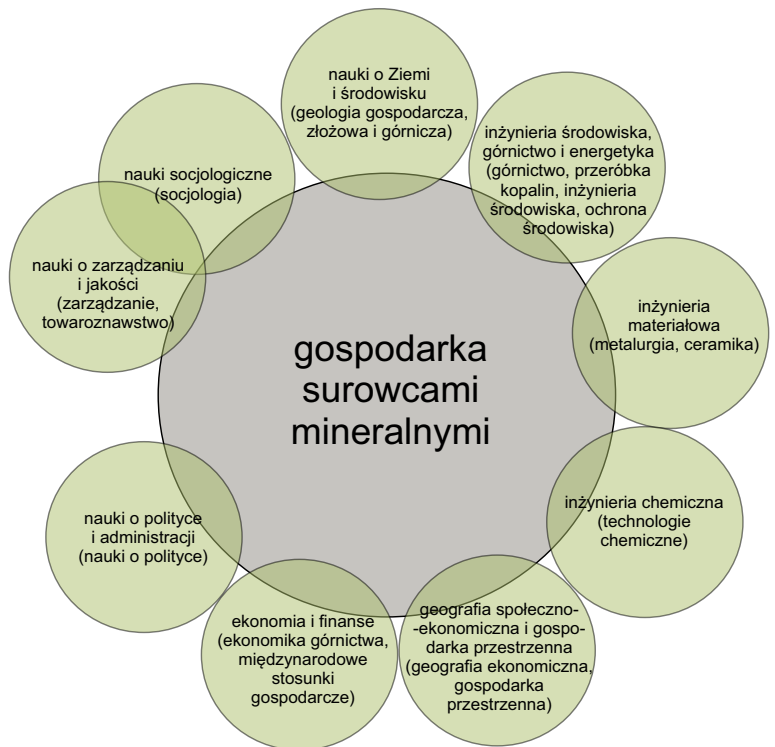 nauki o Ziemi
i środowisku
(geologia gospodarcza,
złożowa i górnicza)
inżynieria środowiska,
górnictwo i energetyka
(górnictwo, przeróbka
kopalin, inżynieria
środowiska, ochrona
środowiska)
inżynieria
materiałowa
(metalurgia, ceramika)
inżynieria chemiczna
(technologie
chemiczne)
geografia społeczno-
-ekonomiczna i gospo-
darka przestrzenna
(geografia ekonomiczna,
gospodarka
przestrzenna)
ekonomia i finanse
(ekonomika górnictwa,
międzynarodowe
stosunki
gospodarcze)
nauki o polityce
i administracji
(nauki o polityce)
nauki o zarządzaniu
i jakości
(zarządzanie,
towaroznawstwo)
nauki socjologiczne
(socjologia)
gospodarka
surowcami
mineralnymi